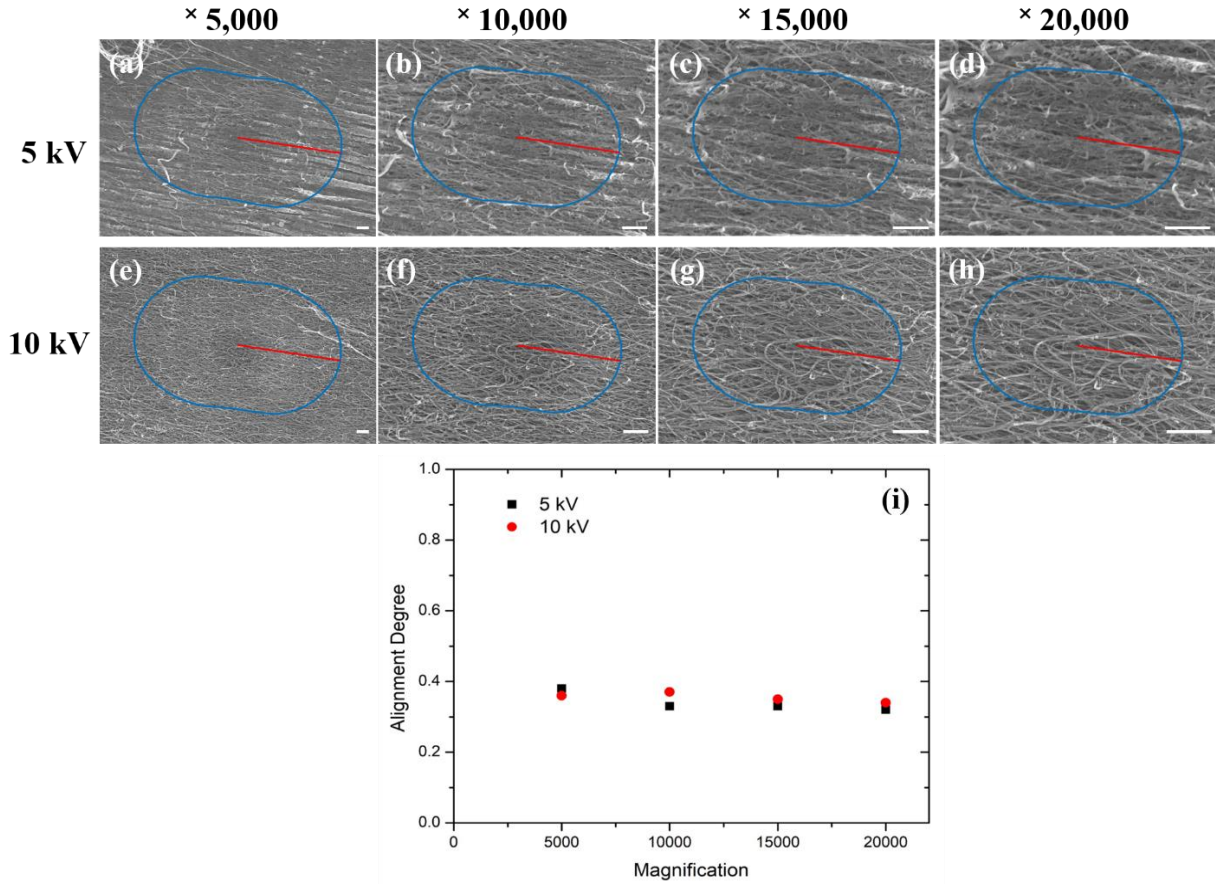 × 5,000 × 10,000 × 15,000 × 20,000
5 kV
(a) (b) (c) (d)
10 kV
(e) (f) (g) (h)
(i)
5 kV
10 kV
Alignment Degree
1.0
0.8
0.6
0.4
0.2
0.0
0 5000 10000 15000 20000
Magnification